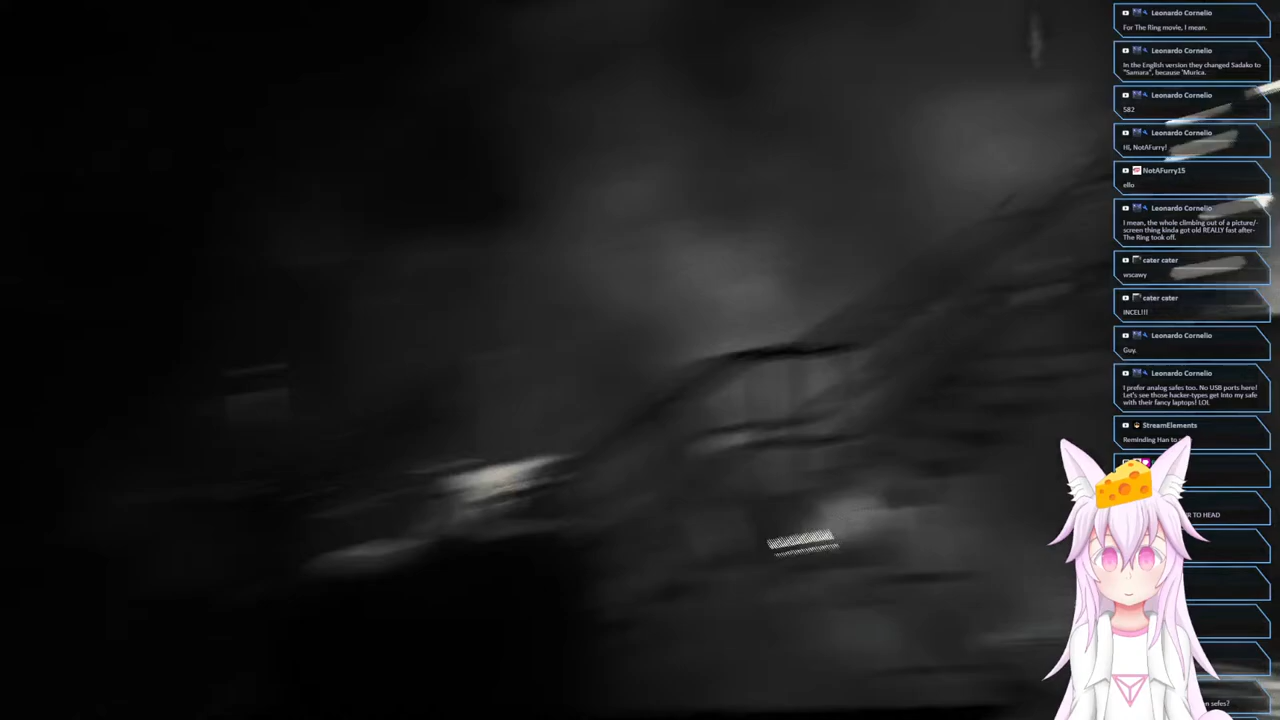 Leonardo Cornelio
For The Ring movie, I mean.
Leonardo Cornelio
In the English version they changed Sadako to
"Samara", because 'Murica.
Leonardo Cornelio
582
Leonardo Cornelio
Hi, NotAFurry!
NotAFurry15
ello
Leonardo Cornelio
I mean, the whole climbing out of a picture/-
screen thing kinda got old REALLY fast after-
The Ring took off.
cater cater
wscawy
cater cater
INCEL!!!
Leonardo Cornelio
Guy,
Leonardo Cornelio
I prefer analog safes too. No USB ports here!
Let's see those hacker-types get into my safe
with their fancy laptops! LOL
StreamElements
Reminding Han to
TO HEAD